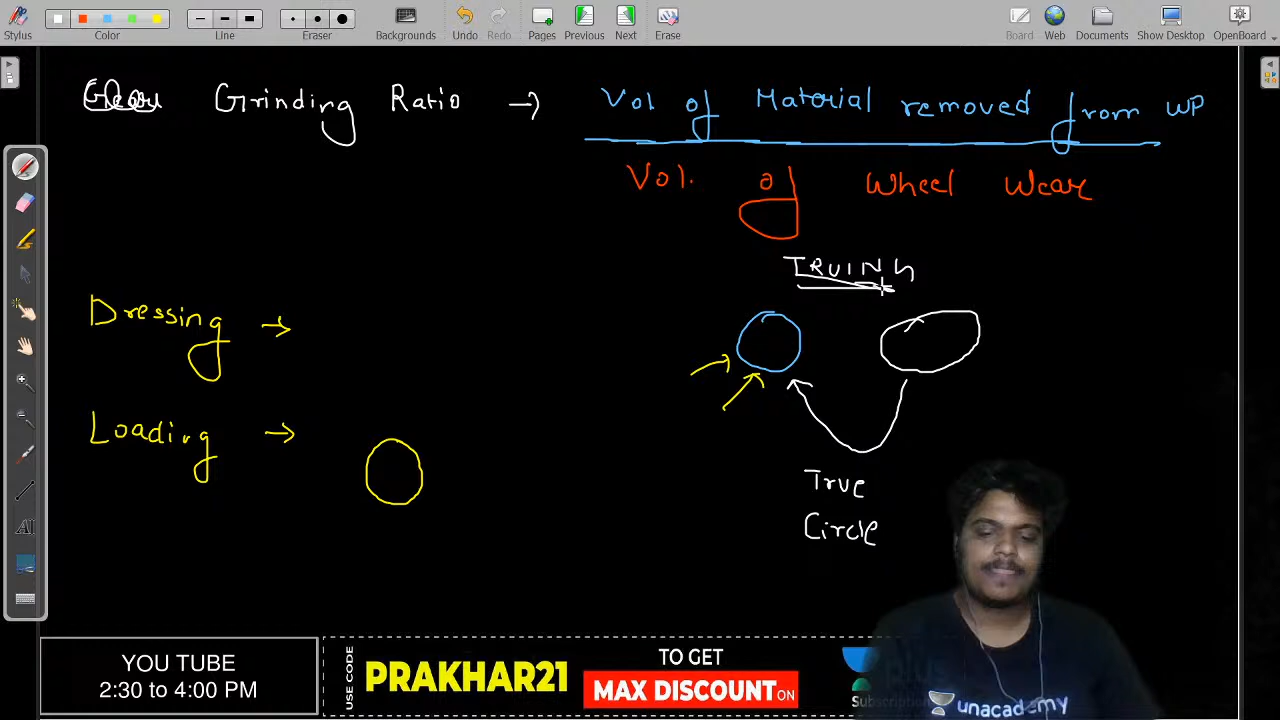 Stylus
Color
Line
Eraser
Backgrounds
Undo
Redo
Pages
Previous
Next
Erase
Board
Web
Documents
Show Desktop
OpenBoard
Grinding Ratio → Vol of Material removed from WP
Vol. of Wheel Wear
TRUING
Dressing →
Loading →
True
Circle
YOU TUBE
2:30 to 4:00 PM
USE CODE
PRAKHAR21
TO GET
MAX DISCOUNT ON
plus
Subscription
unacademy